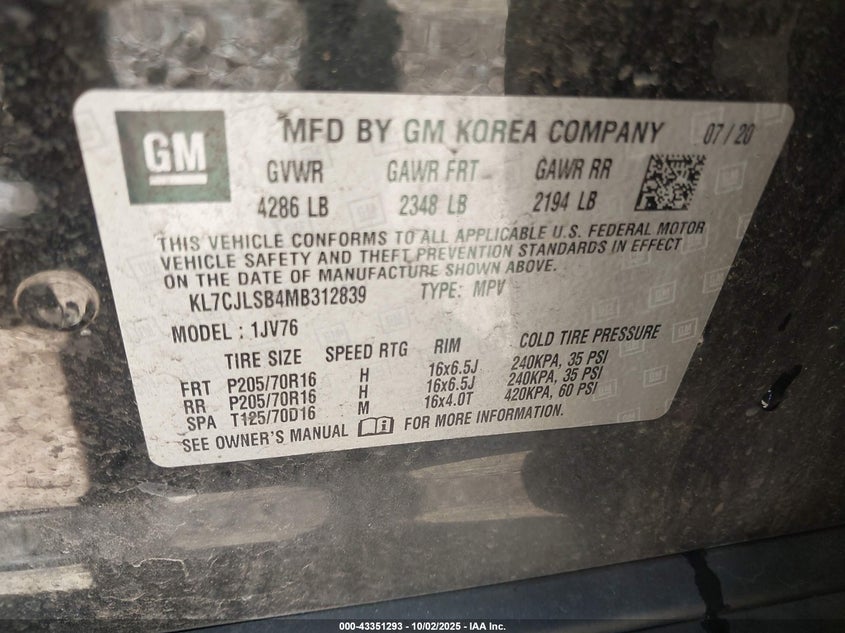 GM
MFD BY GM KOREA COMPANY 07/20
GVWR GAWR FRT GAWR RR
4286 LB 2348 LB 2194 LB
THIS VEHICLE CONFORMS TO ALL APPLICABLE U.S. FEDERAL MOTOR
VEHICLE SAFETY AND THEFT PREVENTION STANDARDS IN EFFECT
ON THE DATE OF MANUFACTURE SHOWN ABOVE.
KL7CJLSB4MB312839 TYPE: MPV
MODEL : 1JV76
TIRE SIZE SPEED RTG RIM COLD TIRE PRESSURE
FRT P205/70R16 H 16x6.5J 240KPA, 35 PSI
RR P205/70R16 H 16x6.5J 240KPA, 35 PSI
SPA T125/70D16 M 16x4.0T 420KPA, 60 PSI
SEE OWNER'S MANUAL FOR MORE INFORMATION.
000-43351293 - 10/02/2025 - IAA Inc.